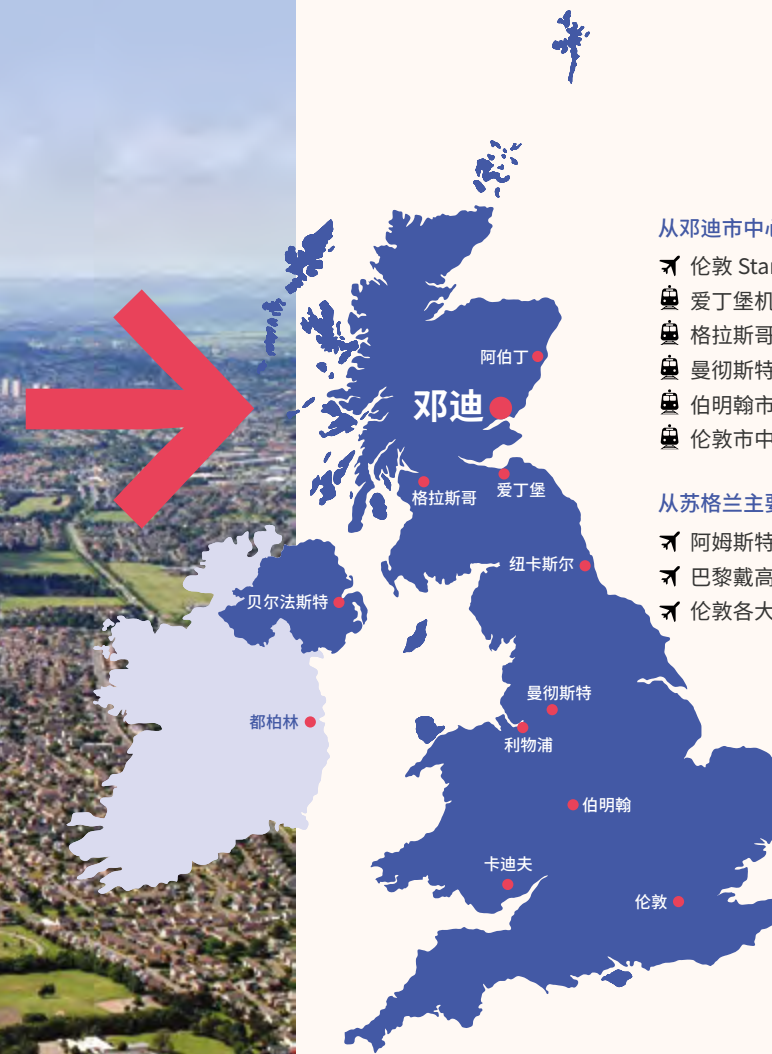 阿伯丁
邓迪
格拉斯哥
爱丁堡
纽卡斯尔
贝尔法斯特
都柏林
曼彻斯特
利物浦
伯明翰
卡迪夫
伦敦
从邓迪市中心
伦敦 Stan
爱丁堡机
格拉斯哥
曼彻斯特
伯明翰市
伦敦市中
从苏格兰主要
阿姆斯特
巴黎戴高
伦敦各大